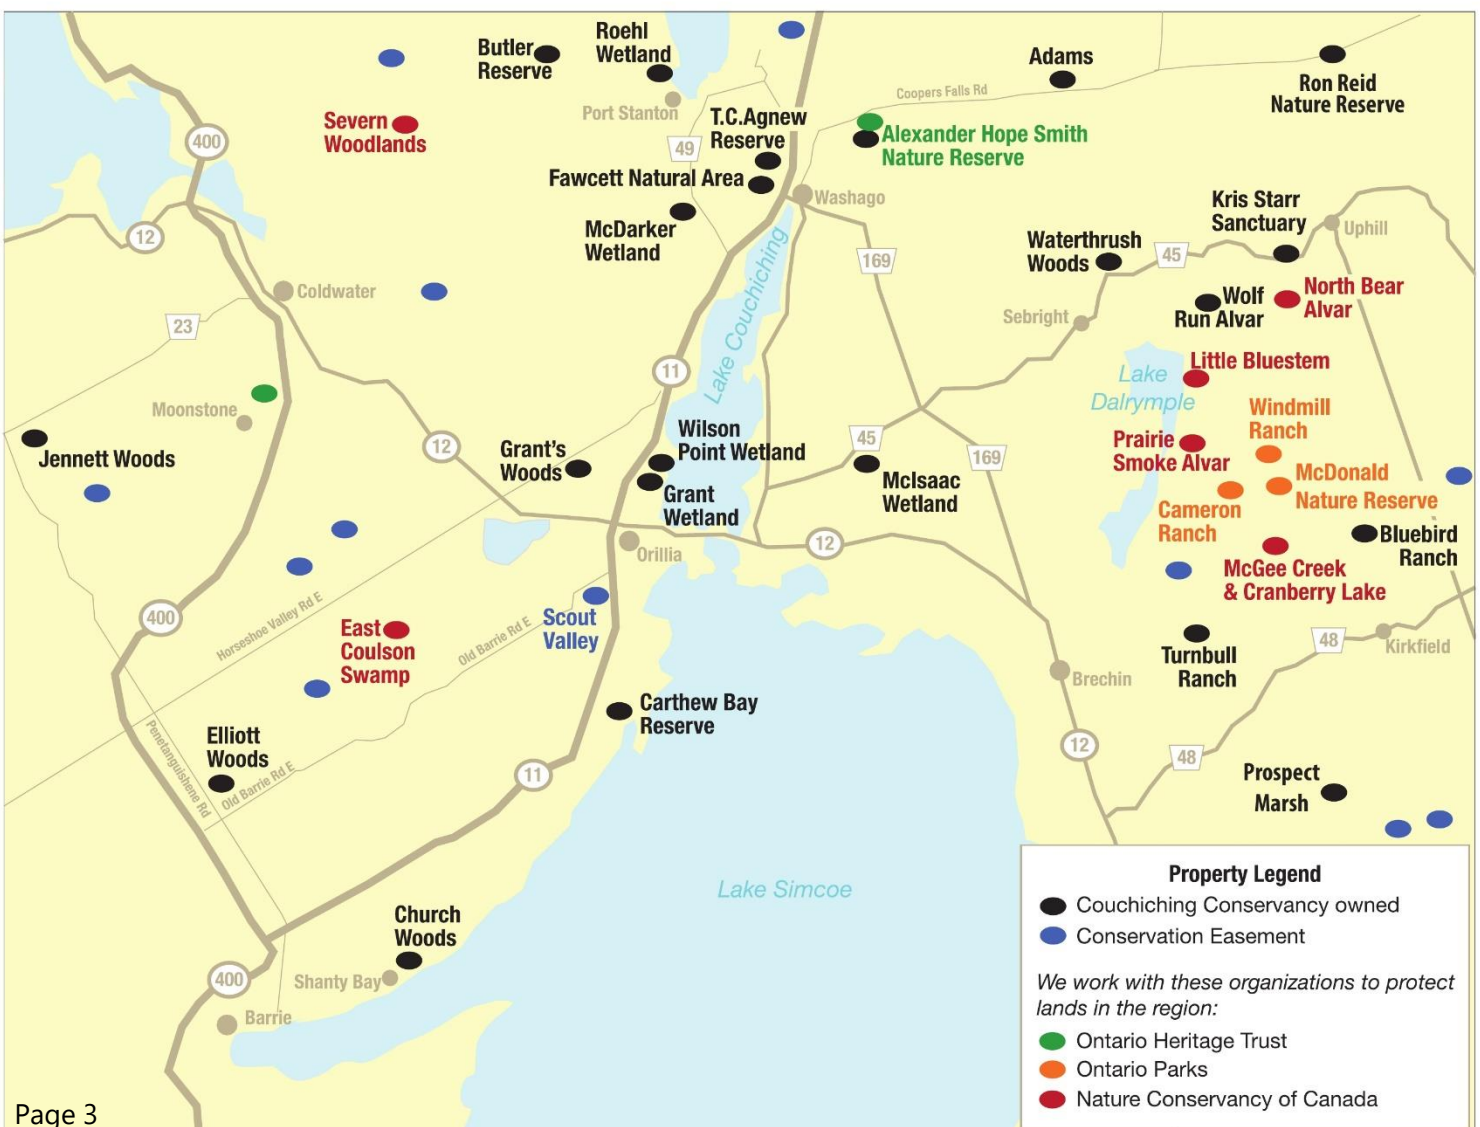 Butler
Reserve
Roehl
Wetland
Port Stanton
Adams
Coopers Falls Rd
Ron Reid
Nature Reserve
Severn
Woodlands
400
T.C.Agnew
Reserve
49
Alexander Hope Smith
Nature Reserve
Fawcett Natural Area
Washago
McDarker
Wetland
12
Kris Starr
Sanctuary
Uphill
Waterthrush
Woods
45
169
Lake Couchiching
Coldwater
23
Wolf
Run Alvar
North Bear
Alvar
Sebright
11
Little Bluestem
Lake
Dalrymple
Moonstone
Windmill
Ranch
Jennett Woods
12
Grant's
Woods
Wilson
Point Wetland
Grant
Wetland
45
169
McIsaac
Wetland
Prairie
Smoke Alvar
McDonald
Nature Reserve
Cameron
Ranch
Bluebird
Ranch
Orillia
12
McGee Creek
& Cranberry Lake
400
Horseshoe Valley Rd E
East
Coulson
Swamp
Old Barrie Rd E
Scout
Valley
48
Kirkfield
Turnbull
Ranch
Brechin
Carthew Bay
Reserve
Elliott
Woods
Penetanguishene Rd
Old Barrie Rd E
11
12
48
Prospect
Marsh
Lake Simcoe
Church
Woods
Shanty Bay
400
Barrie
Property Legend
Couchiching Conservancy owned
Conservation Easement
We work with these organizations to protect
lands in the region:
Ontario Heritage Trust
Ontario Parks
Nature Conservancy of Canada
Page 3